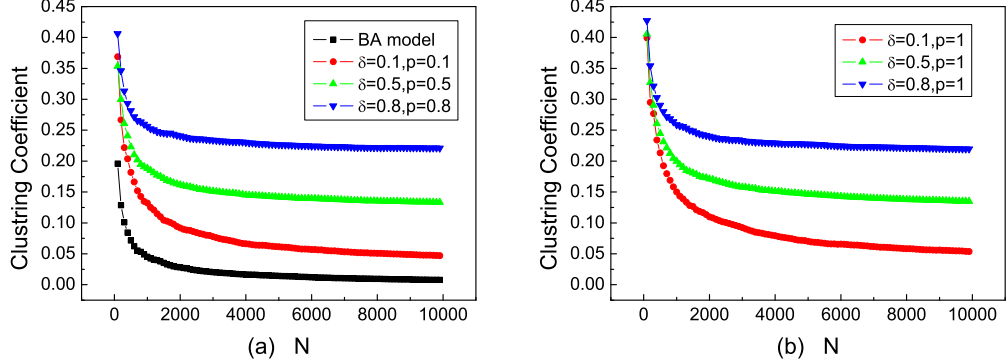 0.45
0.40
0.35
0.30
0.25
0.20
0.15
0.10
0.05
0.00
Clustring Coefficient
BA model
δ=0.1,p=0.1
δ=0.5,p=0.5
δ=0.8,p=0.8
0 2000 4000 6000 8000 10000
(a) N
0.45
0.40
0.35
0.30
0.25
0.20
0.15
0.10
0.05
0.00
Clustring Coefficient
δ=0.1,p=1
δ=0.5,p=1
δ=0.8,p=1
0 2000 4000 6000 8000 10000
(b) N